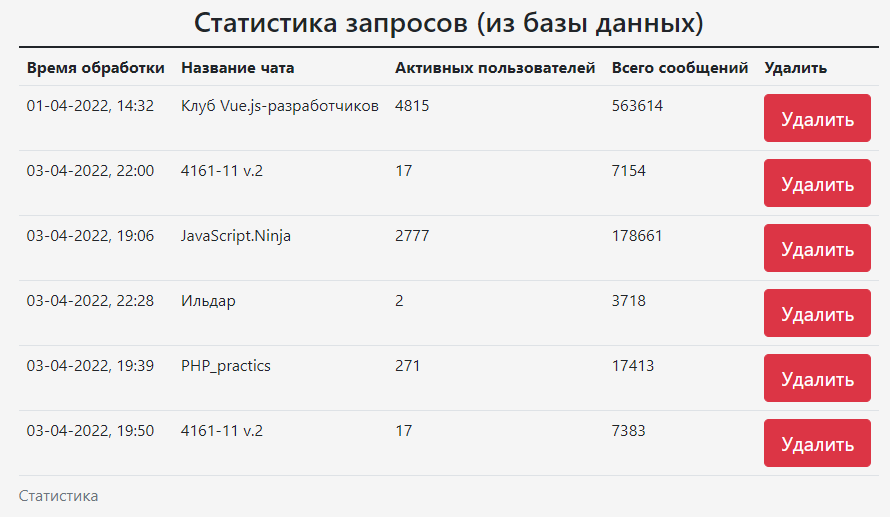 Статистика запросов (из базы данных)
Время обработки Название чата Активных пользователей Всего сообщений Удалить
01-04-2022, 14:32 Клуб Vue.js-разработчиков 4815 563614 Удалить
03-04-2022, 22:00 4161-11 v.2 17 7154 Удалить
03-04-2022, 19:06 JavaScript.Ninja 2777 178661 Удалить
03-04-2022, 22:28 Ильдар 2 3718 Удалить
03-04-2022, 19:39 PHP_practics 271 17413 Удалить
03-04-2022, 19:50 4161-11 v.2 17 7383 Удалить
Статистика